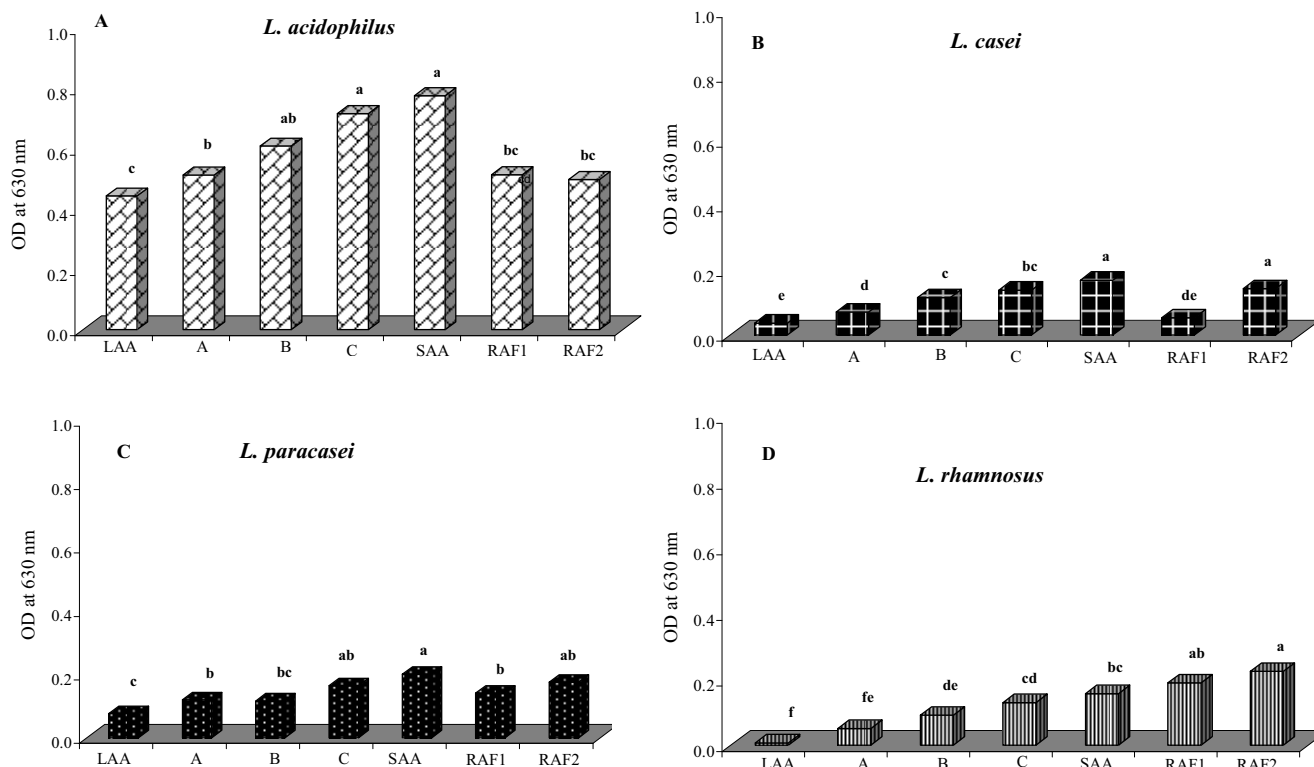 A
L. acidophilus
OD at 630 nm
1.0
0.8
0.6
0.4
0.2
0.0
c
b
ab
a
a
bc
bc
cd
LAA
A
B
C
SAA
RAF1
RAF2
B
L. casei
OD at 630 nm
1.0
0.8
0.6
0.4
0.2
0.0
e
d
c
bc
a
de
a
LAA
A
B
C
SAA
RAF1
RAF2
C
L. paracasei
OD at 630 nm
1.0
0.8
0.6
0.4
0.2
0.0
c
b
bc
ab
a
b
ab
LAA
A
B
C
SAA
RAF1
RAF2
D
L. rhamnosus
OD at 630 nm
1.0
0.8
0.6
0.4
0.2
0.0
f
fe
de
cd
bc
ab
a
LAA
A
B
C
SAA
RAF1
RAF2